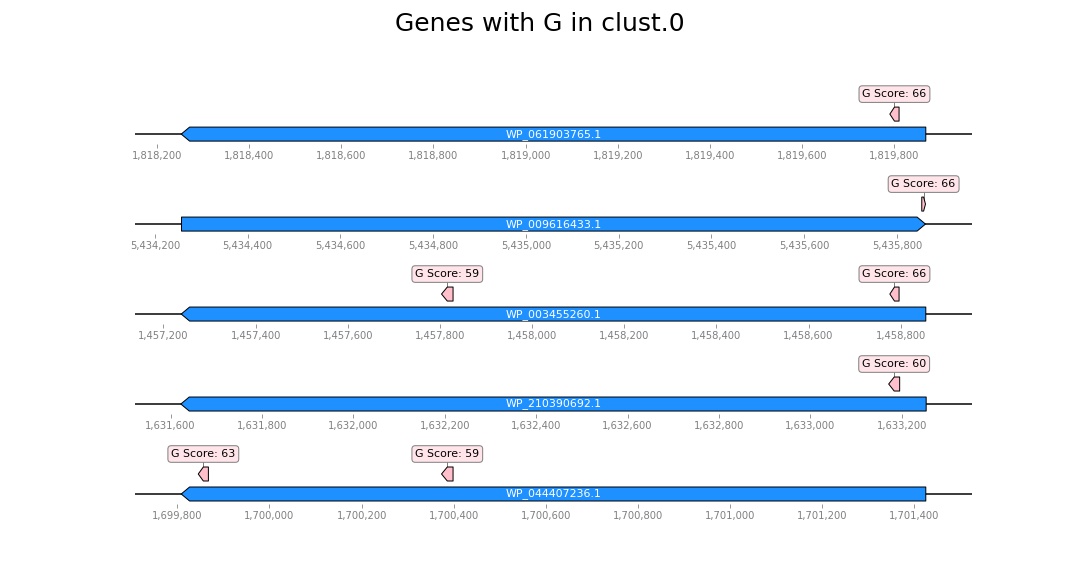 Genes with G in clust.0
G Score: 66
WP_061903765.1
1,818,200 1,818,400 1,818,600 1,818,800 1,819,000 1,819,200 1,819,400 1,819,600 1,819,800
G Score: 66
WP_009616433.1
5,434,200 5,434,400 5,434,600 5,434,800 5,435,000 5,435,200 5,435,400 5,435,600 5,435,800
G Score: 59 G Score: 66
WP_003455260.1
1,457,200 1,457,400 1,457,600 1,457,800 1,458,000 1,458,200 1,458,400 1,458,600 1,458,800
G Score: 60
WP_210390692.1
1,631,600 1,631,800 1,632,000 1,632,200 1,632,400 1,632,600 1,632,800 1,633,000 1,633,200
G Score: 63 G Score: 59
WP_044407236.1
1,699,800 1,700,000 1,700,200 1,700,400 1,700,600 1,700,800 1,701,000 1,701,200 1,701,400